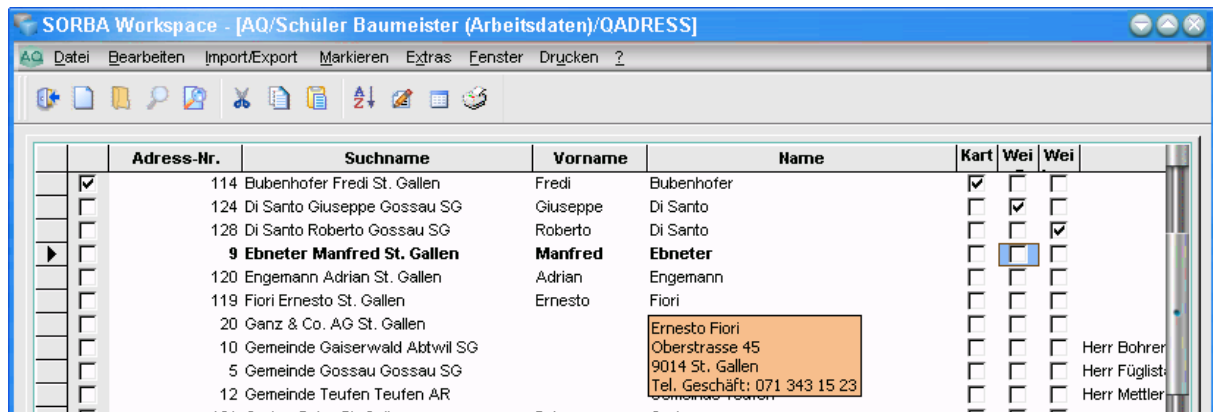 SORBA Workspace - [AQ/Schüler Baumeister (Arbeitsdaten)/QADRESS]
AQ Datei Bearbeiten Import/Export Markieren Extras Fenster Drucken ?
Adress-Nr. Suchname Vorname Name Kart Wei Wei
114 Bubenhofer Fredi St. Gallen Fredi Bubenhofer
124 Di Santo Giuseppe Gossau SG Giuseppe Di Santo
128 Di Santo Roberto Gossau SG Roberto Di Santo
9 Ebneter Manfred St. Gallen Manfred Ebneter
120 Engemann Adrian St. Gallen Adrian Engemann
119 Fiori Ernesto St. Gallen Ernesto Fiori
20 Ganz & Co. AG St. Gallen
10 Gemeinde Gaiserwald Abtwil SG Herr Bohrer
5 Gemeinde Gossau Gossau SG Herr Füglist
12 Gemeinde Teufen Teufen AR Herr Mettler
Ernesto Fiori
Oberstrasse 45
9014 St. Gallen
Tel. Geschäft: 071 343 15 23